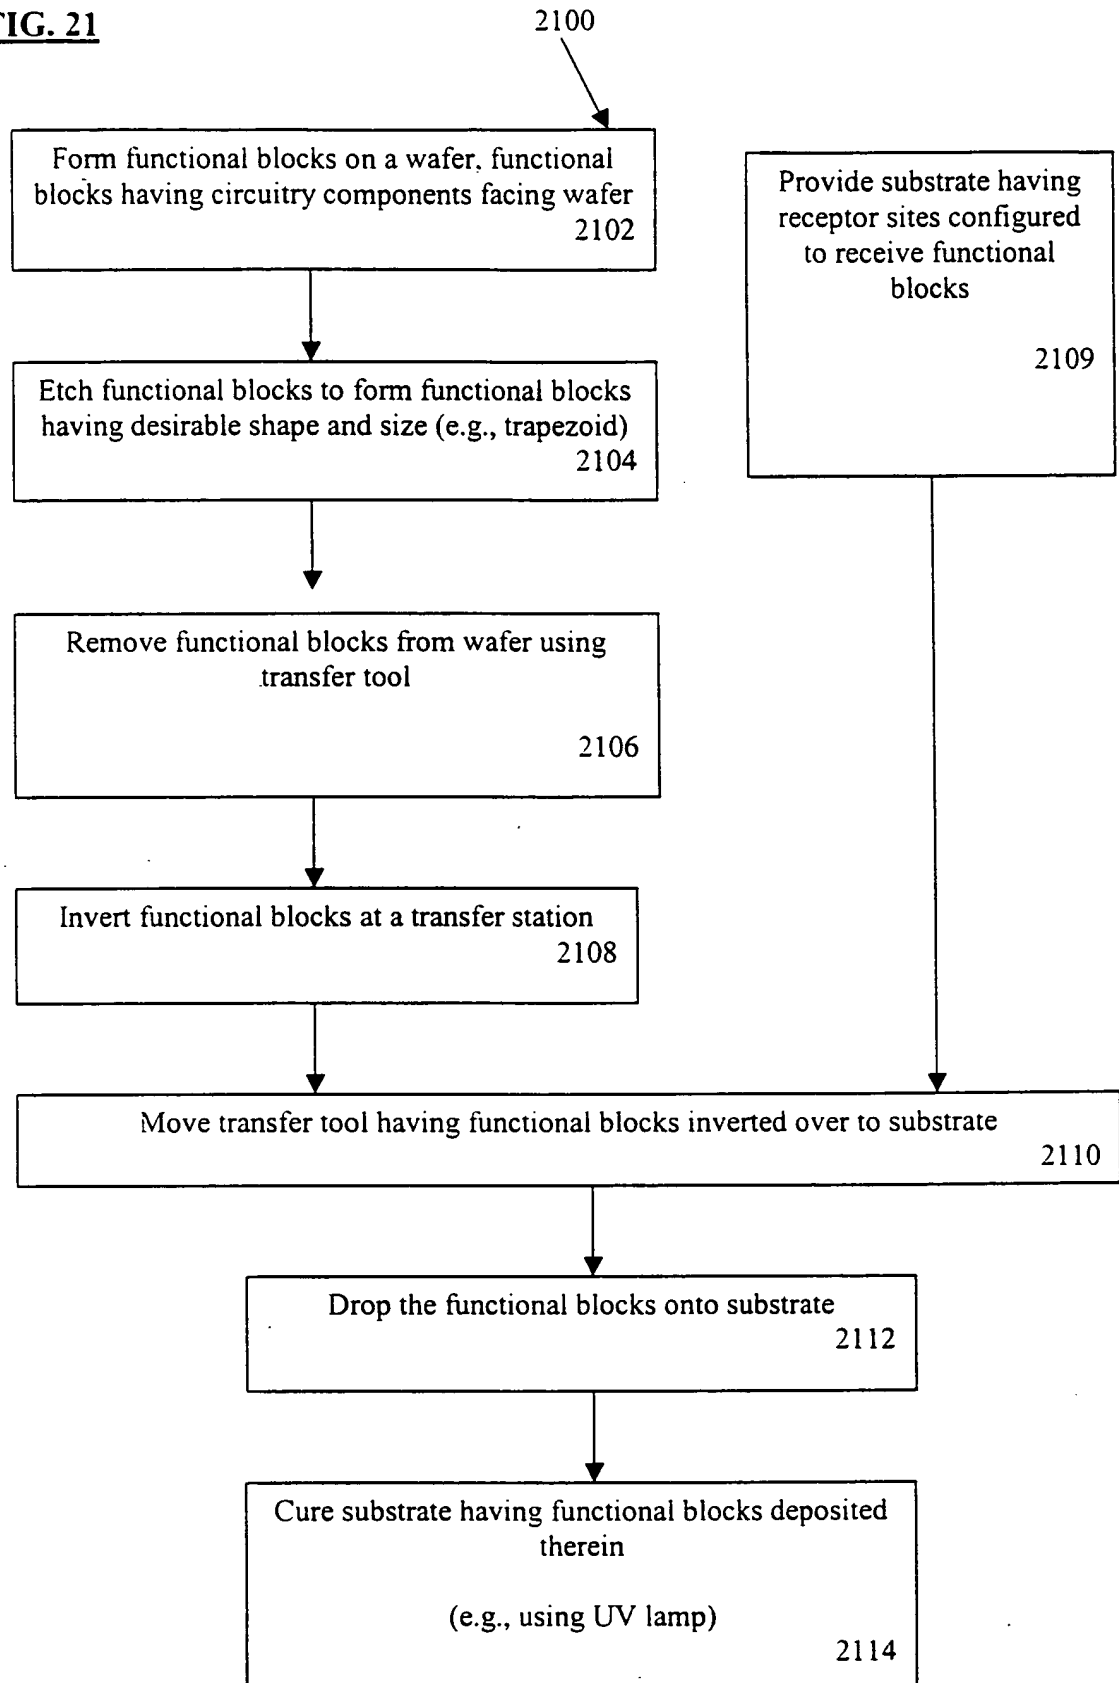 FIG. 21
2100
Form functional blocks on a wafer, functional
blocks having circuitry components facing wafer
2102
Provide substrate having
receptor sites configured
to receive functional
blocks
2109
Etch functional blocks to form functional blocks
having desirable shape and size (e.g., trapezoid)
2104
Remove functional blocks from wafer using
transfer tool
2106
Invert functional blocks at a transfer station
2108
Move transfer tool having functional blocks inverted over to substrate
2110
Drop the functional blocks onto substrate
2112
Cure substrate having functional blocks deposited
therein
(e.g., using UV lamp)
2114